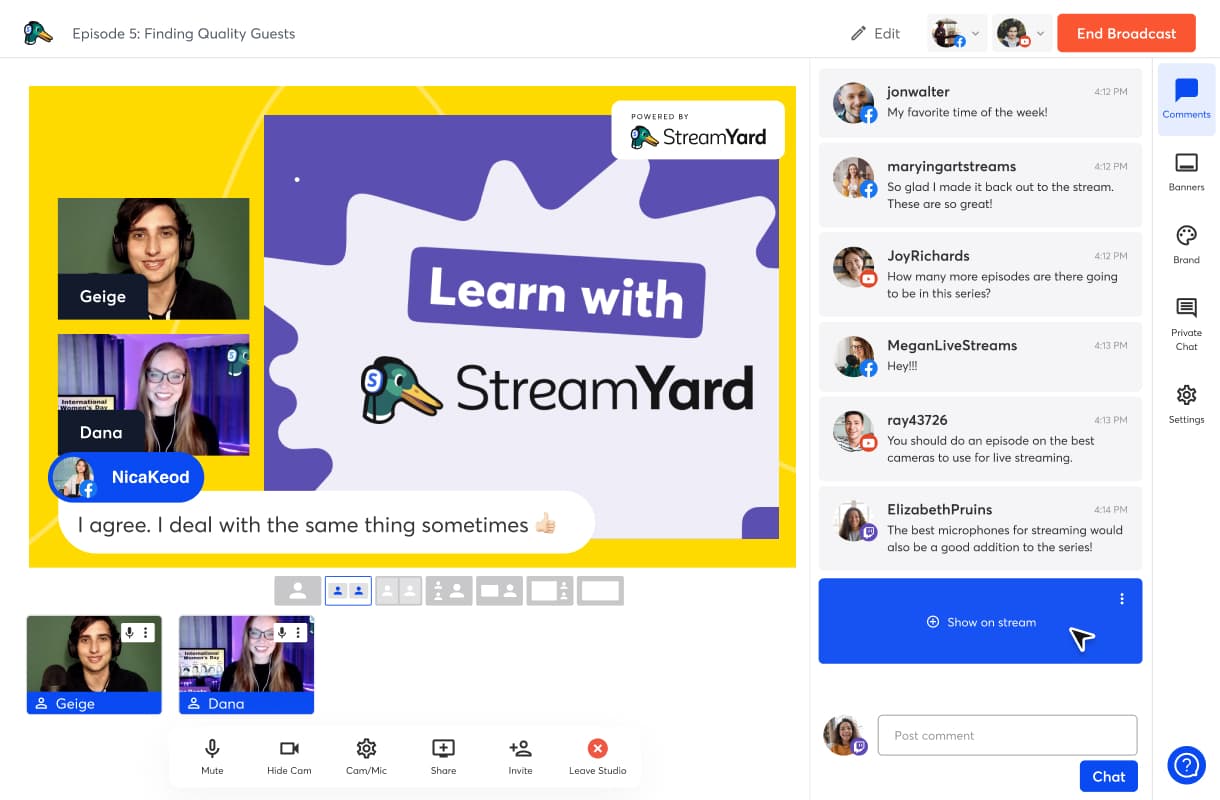 Episode 5: Finding Quality Guests
Edit
End Broadcast
POWERED BY
StreamYard
Learn with
S StreamYard
Geige
International
Women's Day
Dana
NicaKeod
I agree. I deal with the same thing sometimes 👍🏻
Geige
Dana
Mute
Hide Cam
Cam/Mic
Share
Invite
Leave Studio
jonwalter 4:12 PM
My favorite time of the week!
maryingartstreams 4:12 PM
So glad I made it back out to the stream.
These are so great!
JoyRichards 4:12 PM
How many more episodes are there going
to be in this series?
MeganLiveStreams 4:13 PM
Hey!!!
ray43726 4:13 PM
You should do an episode on the best
cameras to use for live streaming.
ElizabethPruins 4:14 PM
The best microphones for streaming would
also be a good addition to the series!
Show on stream
Post comment
Chat
Comments
Banners
Brand
Private
Chat
Settings
?